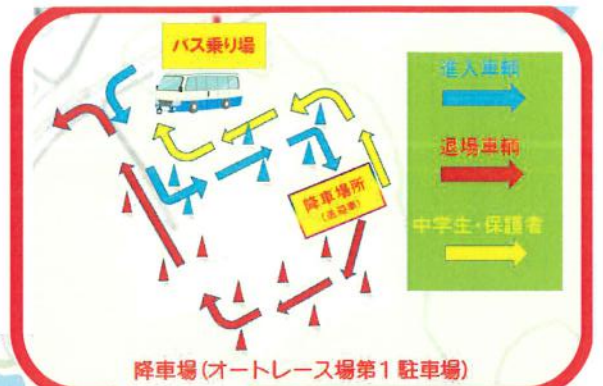 バス乗り場
進入車輌
退場車輌
降車場所
(送迎車)
中学生・保護者
降車場(オートレース場第1駐車場)